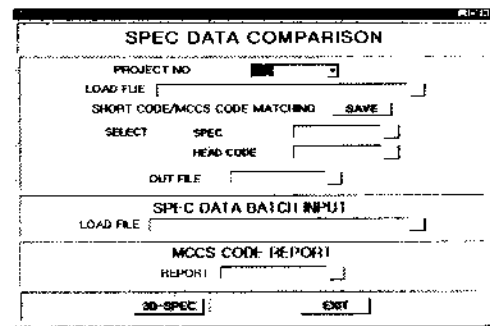 SPEC DATA COMPARISON
PROJECT NO
LOAD FILE
SHORT CODE/MCCS CODE MATCHING SAVE
SELECT SPEC
HEAD CODE
OUT FILE
SPEC DATA BATCH INPUT
LOAD FILE
MCCS CODE REPORT
REPORT
3D-SPEC EXIT